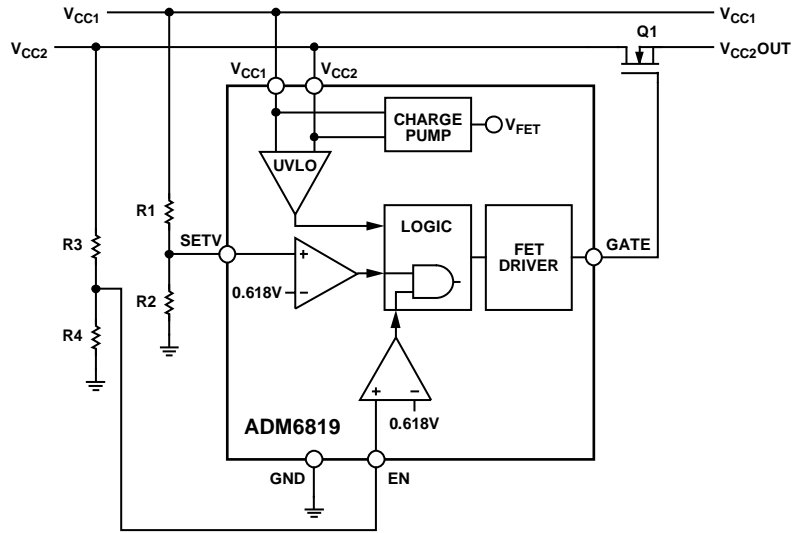 VCC1
VCC1
Q1
VCC2
VCC2OUT
VCC1
VCC2
CHARGE
PUMP
VFET
UVLO
R1
LOGIC
R3
SETV
FET
DRIVER
GATE
+
0.618V
−
R2
R4
+
−
0.618V
ADM6819
GND
EN